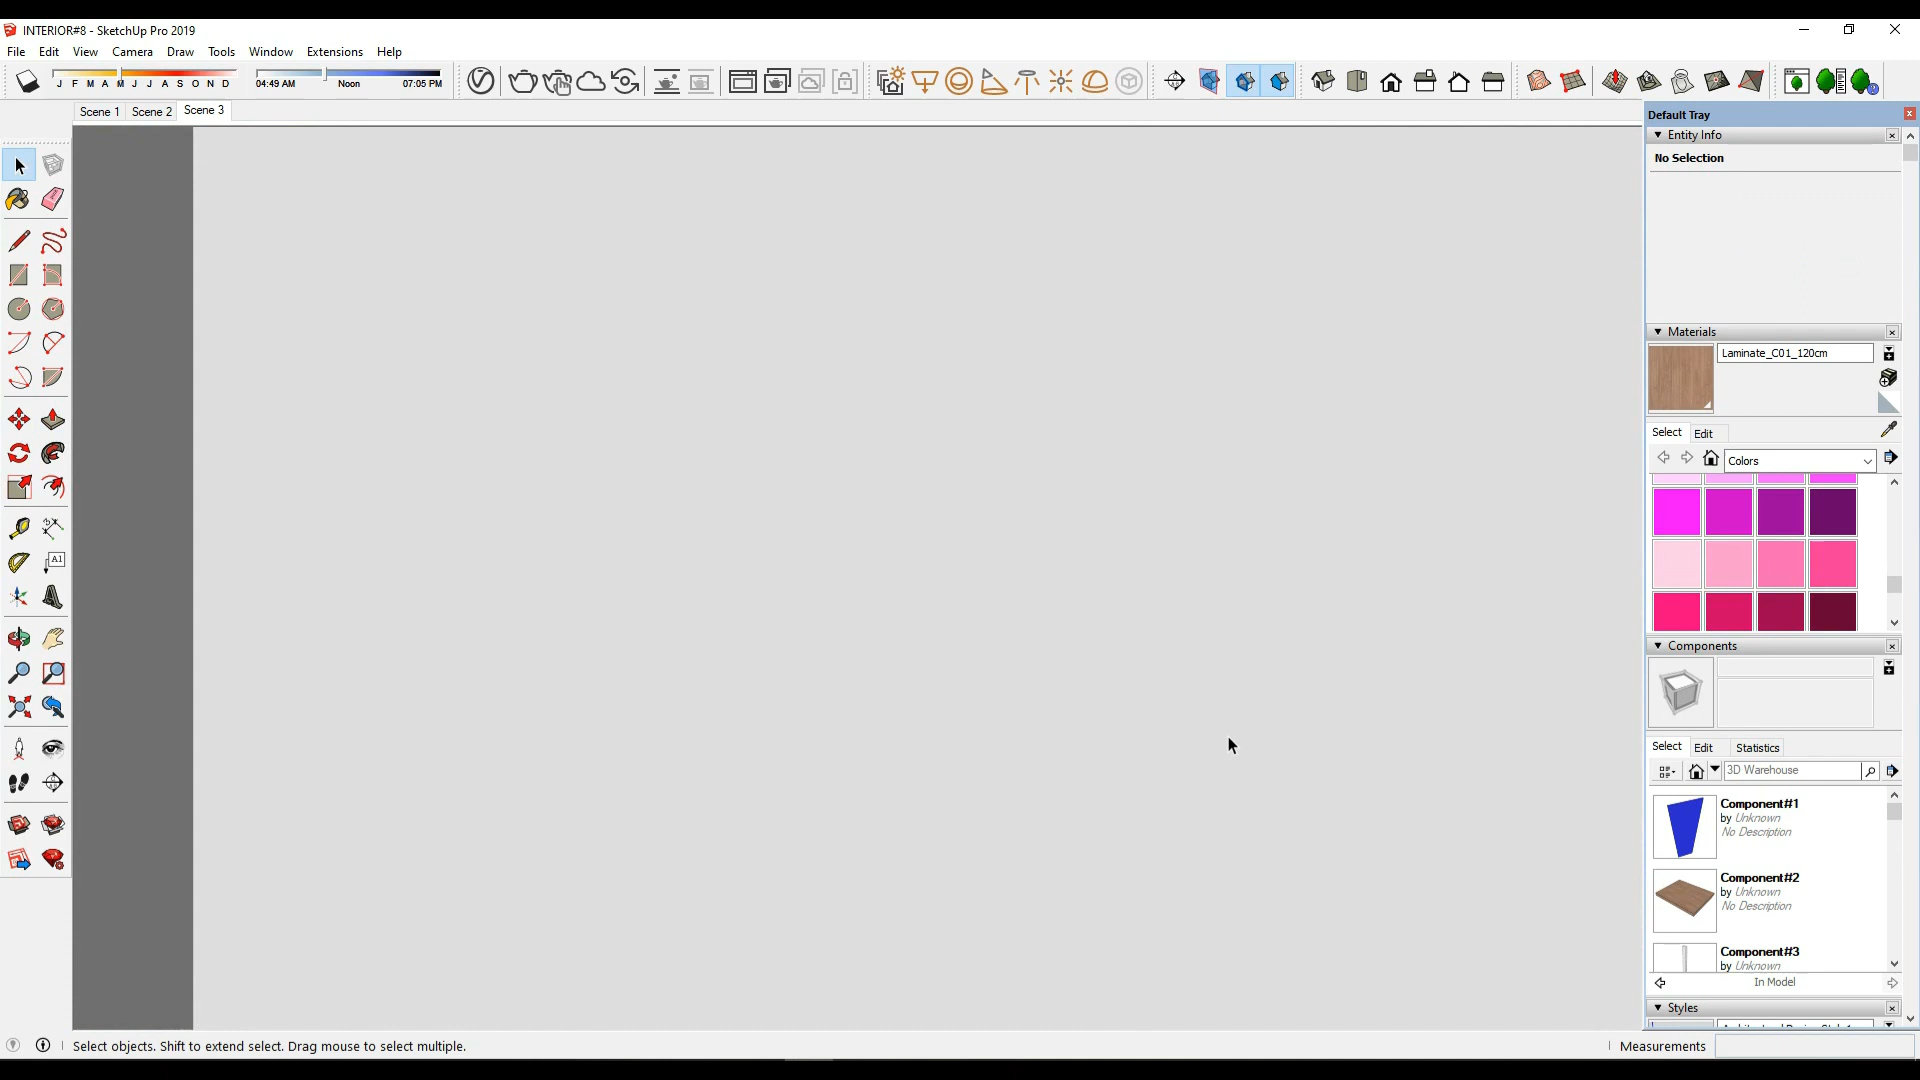 INTERIOR#8 - SketchUp Pro 2019
File Edit View Camera Draw Tools Window Extensions Help
J F M A M J J A S O N D
04:49 AM Noon 07:05 PM
Scene 1 Scene 2 Scene 3
Default Tray
Entity Info
No Selection
Materials
Laminate_C01_120cm
Select Edit
Colors
Components
Select Edit Statistics
3D Warehouse
Component#1
by Unknown
No Description
Component#2
by Unknown
No Description
Component#3
by Unknown
In Model
Styles
A1
Select objects. Shift to extend select. Drag mouse to select multiple.
Measurements